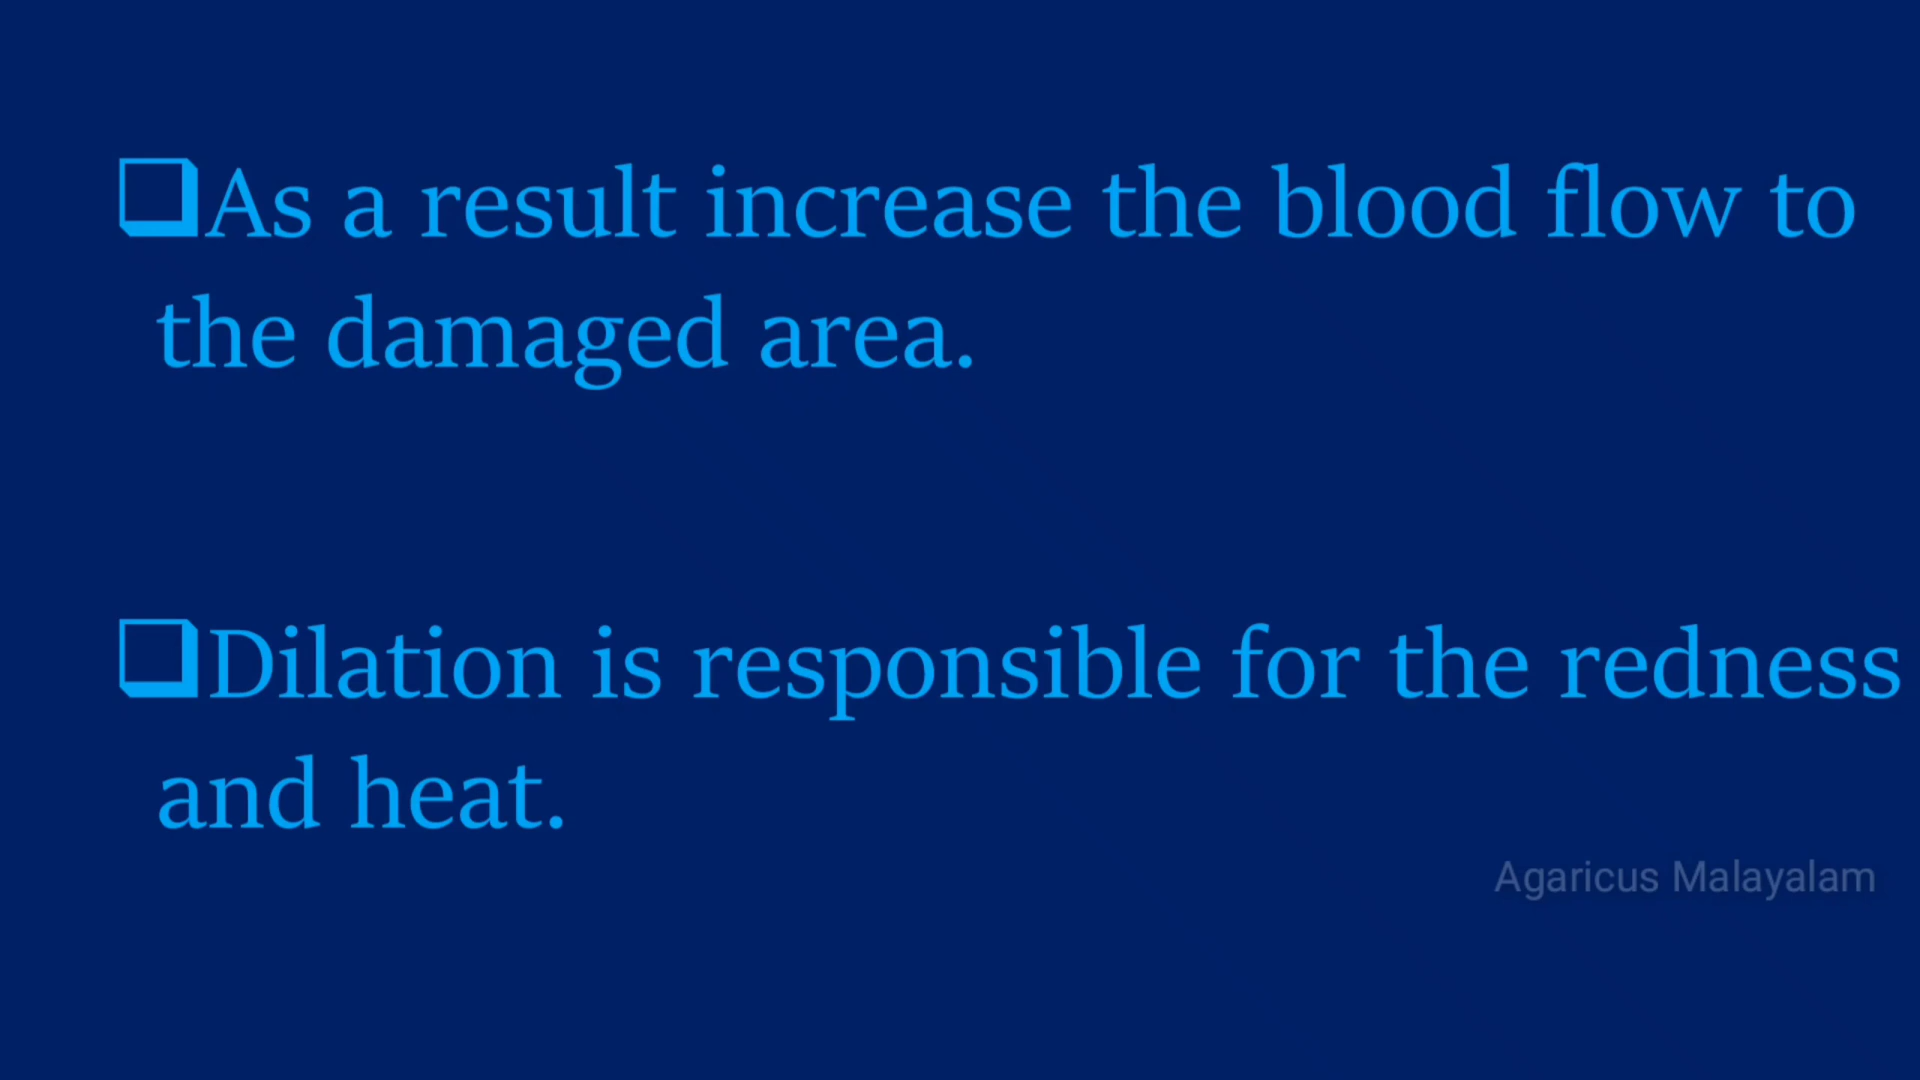 ❑As a result increase the blood flow to
the damaged area.
❑Dilation is responsible for the redness
and heat.
Agaricus Malayalam